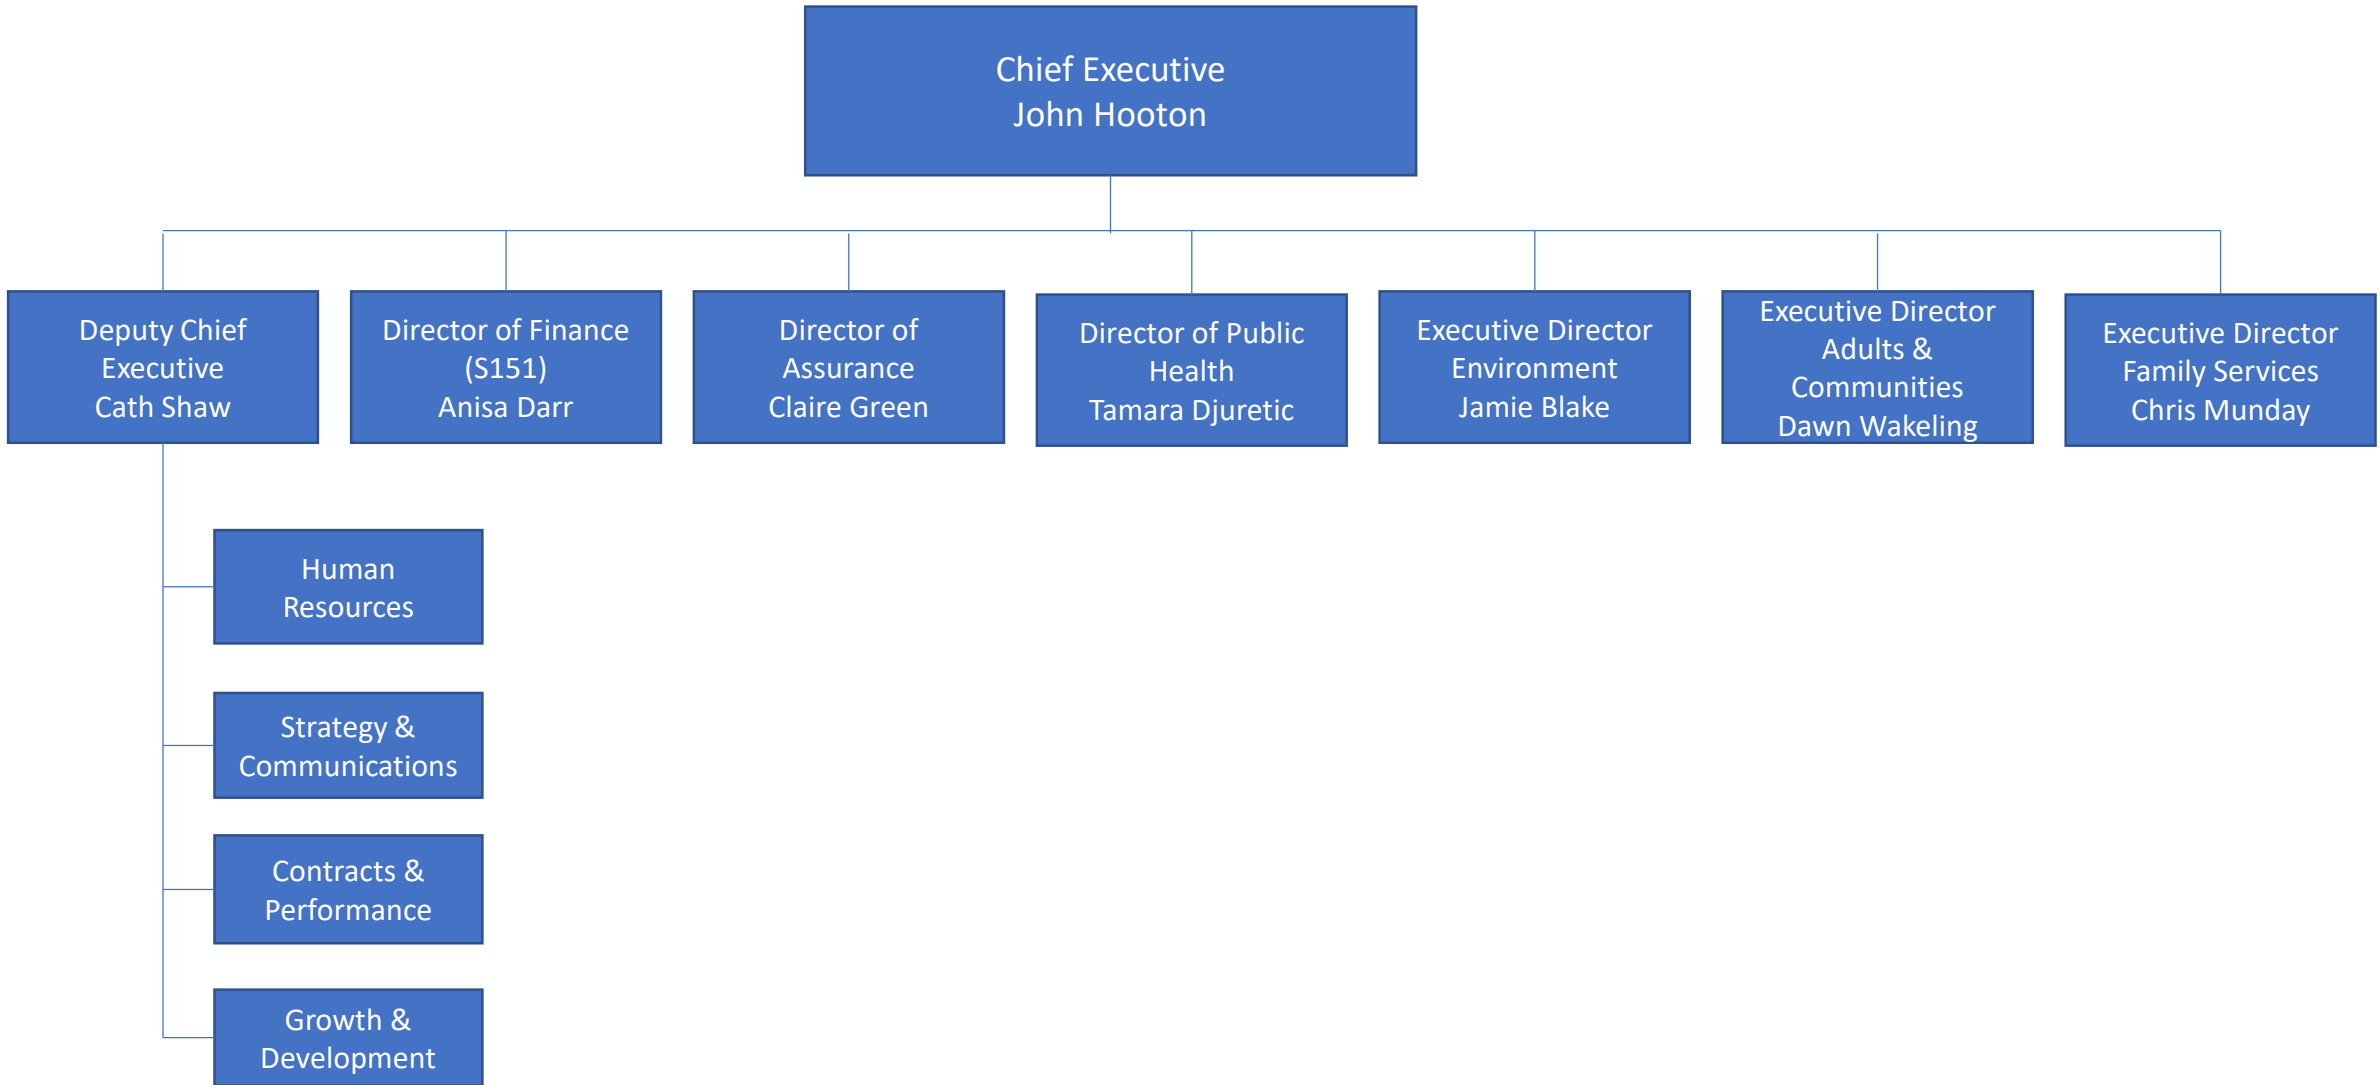 Chief Executive
John Hooton
Deputy Chief
Executive
Cath Shaw
Director of Finance
(S151)
Anisa Darr
Director of
Assurance
Claire Green
Director of Public
Health
Tamara Djuretic
Executive Director
Environment
Jamie Blake
Executive Director
Adults &
Communities
Dawn Wakeling
Executive Director
Family Services
Chris Munday
Human
Resources
Strategy &
Communications
Contracts &
Performance
Growth &
Development